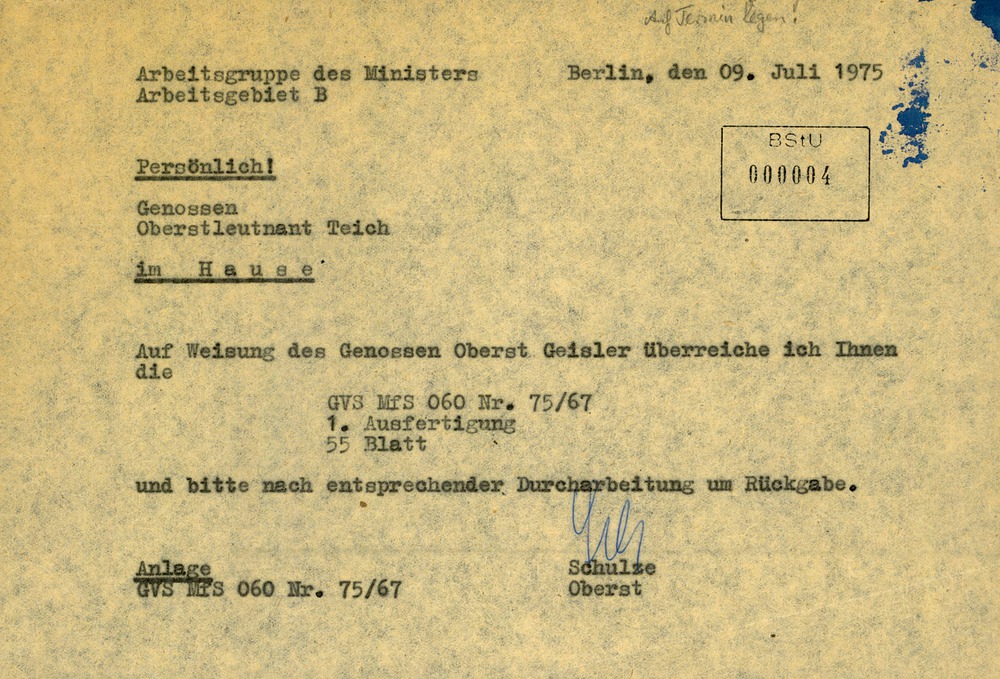 Auf Termin legen!
Arbeitsgruppe des Ministers
Arbeitsgebiet B
Berlin, den 09. Juli 1975
BStU
000004
Persönlich!
Genossen
Oberstleutnant Teich
im Hause
Auf Weisung des Genossen Oberst Geisler überreiche ich Ihnen
die
GVS MfS 060 Nr. 75/67
1. Ausfertigung
55 Blatt
und bitte nach entsprechender Durcharbeitung um Rückgabe.
Anlage
GVS MfS 060 Nr. 75/67
Schulze
Oberst